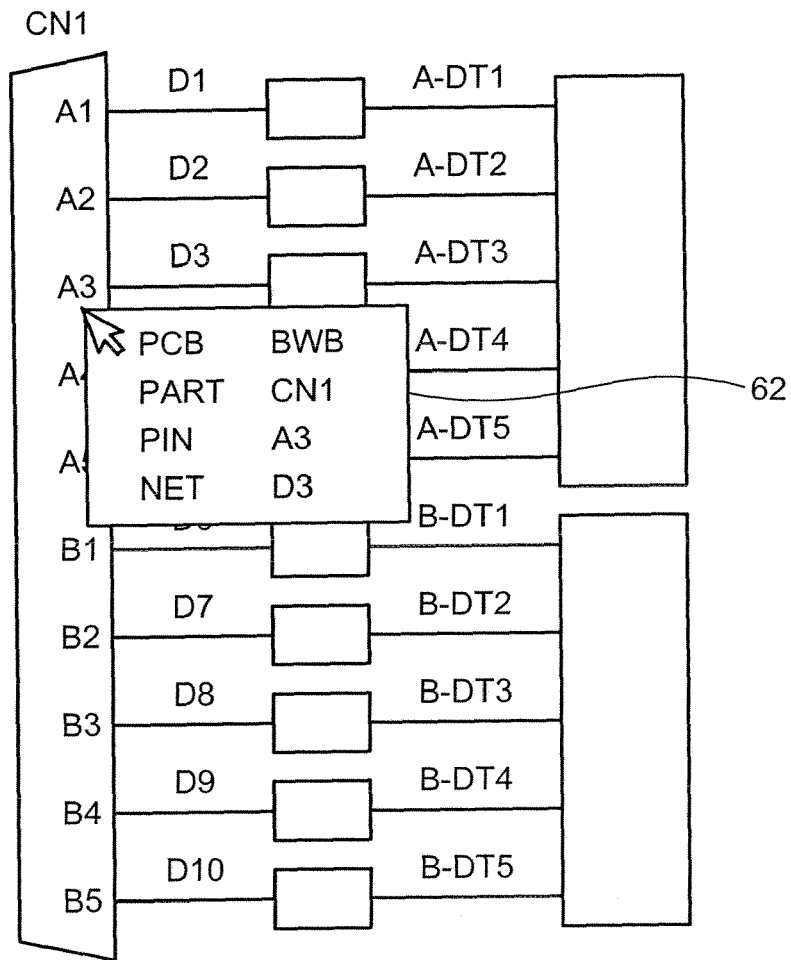 CN1
A1 D1 A-DT1
A2 D2 A-DT2
A3 D3 A-DT3
PCB BWB A-DT4
PART CN1 62
PIN A3 A-DT5
NET D3
B1 B-DT1
B2 D7 B-DT2
B3 D8 B-DT3
B4 D9 B-DT4
B5 D10 B-DT5